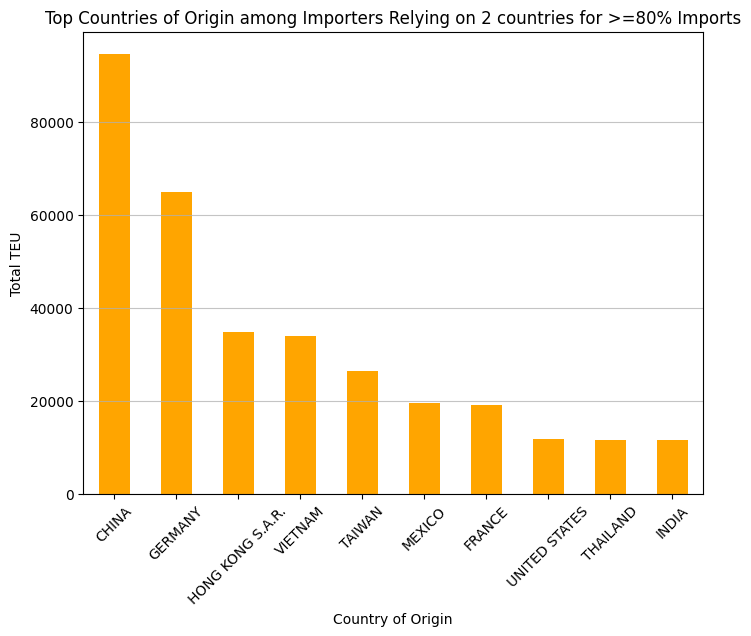 Top Countries of Origin among Importers Relying on 2 countries for >=80% Imports
Total TEU
80000
60000
40000
20000
0
CHINA
GERMANY
HONG KONG S.A.R.
VIETNAM
TAIWAN
MEXICO
FRANCE
UNITED STATES
THAILAND
INDIA
Country of Origin